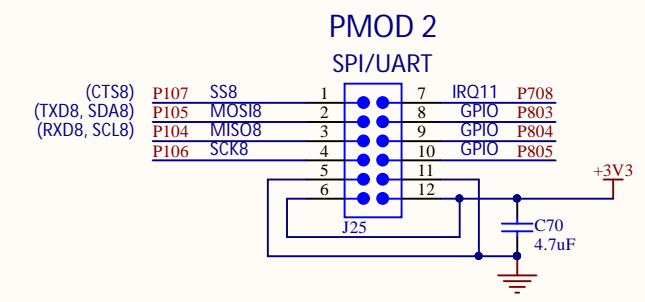 PMOD 2
SPI/UART
(CTS8) P107 SS8 1 7 IRQ11 P708
(TXD8, SDA8) P105 MOSI8 2 8 GPIO P803
(RXD8, SCL8) P104 MISO8 3 9 GPIO P804
P106 SCK8 4 10 GPIO P805
5 11
6 12
+3V3
J25
C70
4.7uF